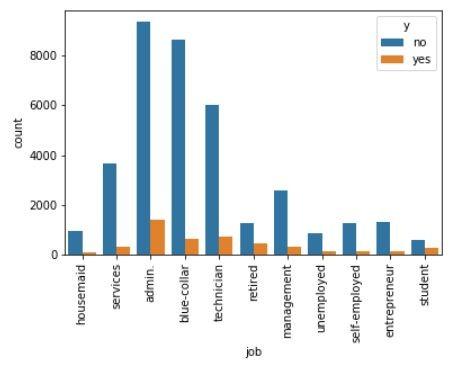 y
no
yes
8000
6000
4000
2000
0
count
housemaid
services
admin.
blue-collar
technician
retired
management
unemployed
self-employed
entrepreneur
student
job